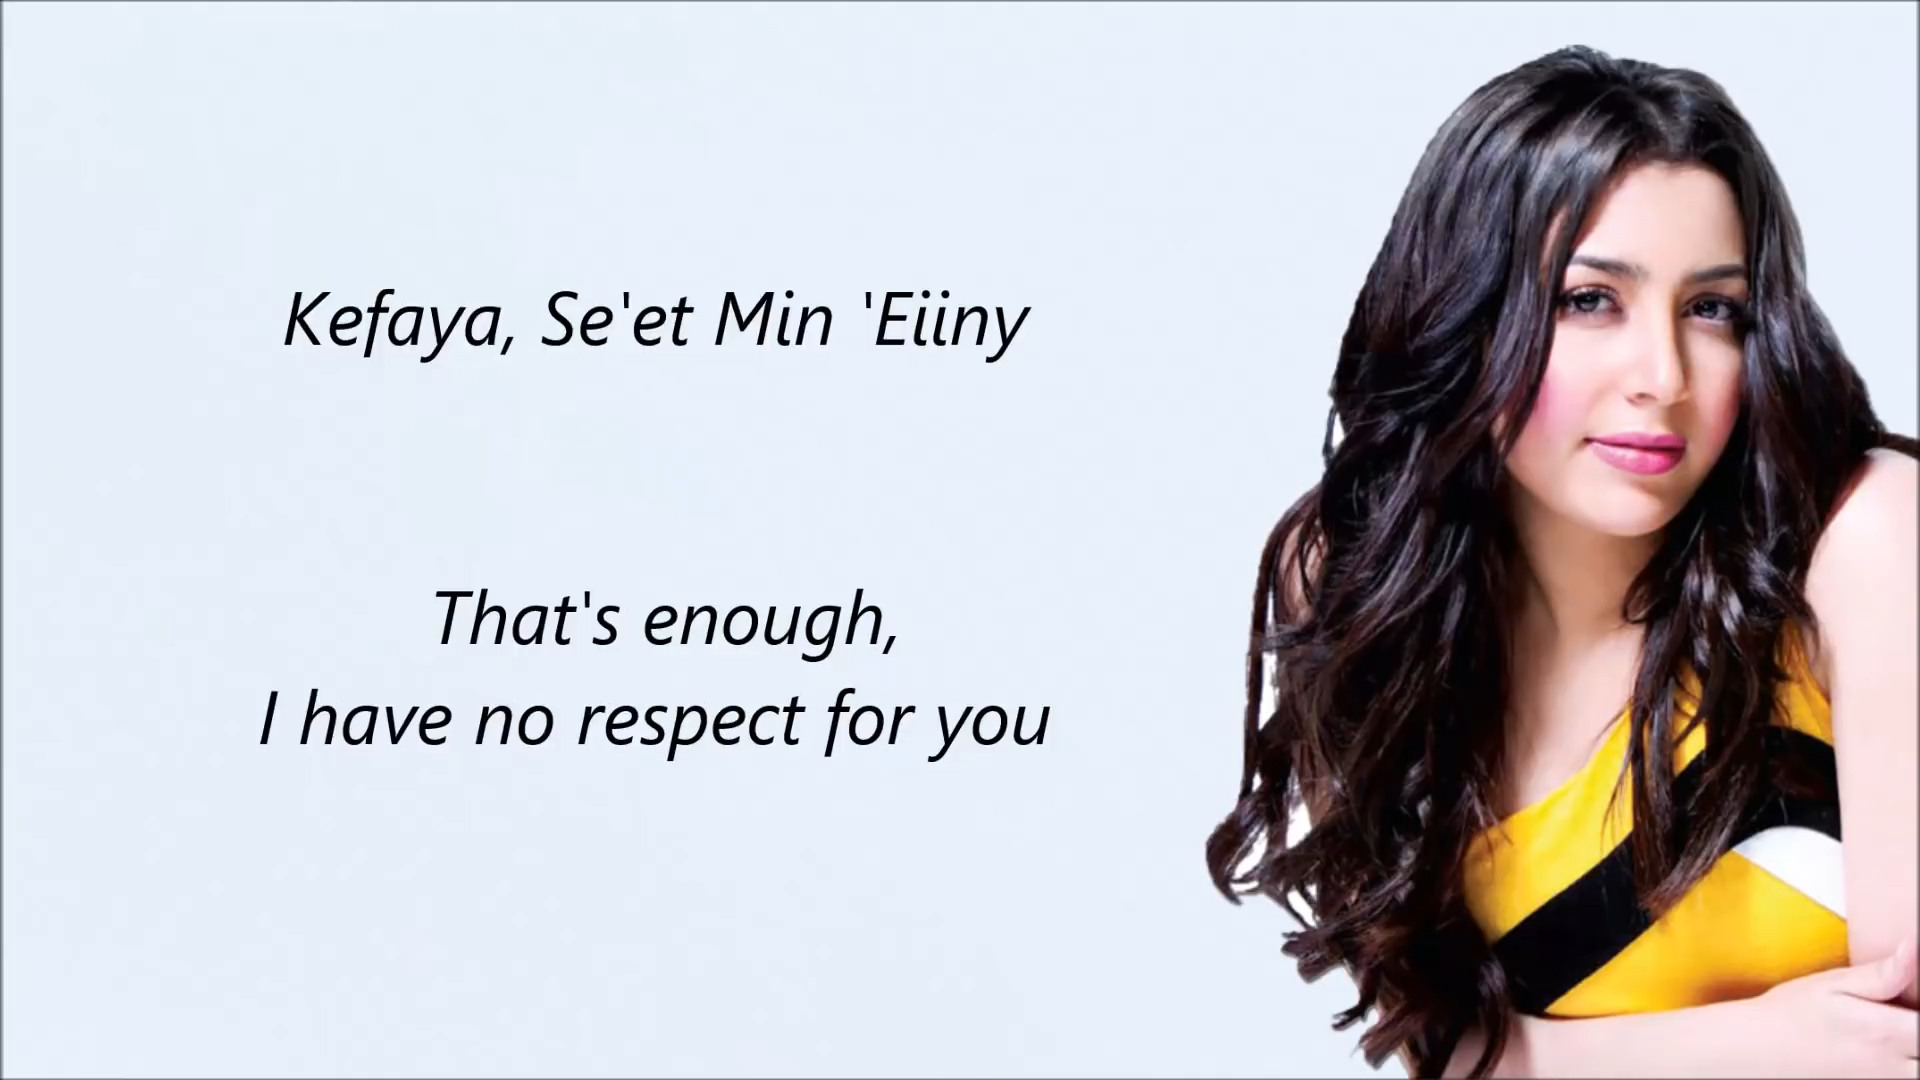 Kefaya, Se'et Min 'Eiiny
That's enough,
I have no respect for you